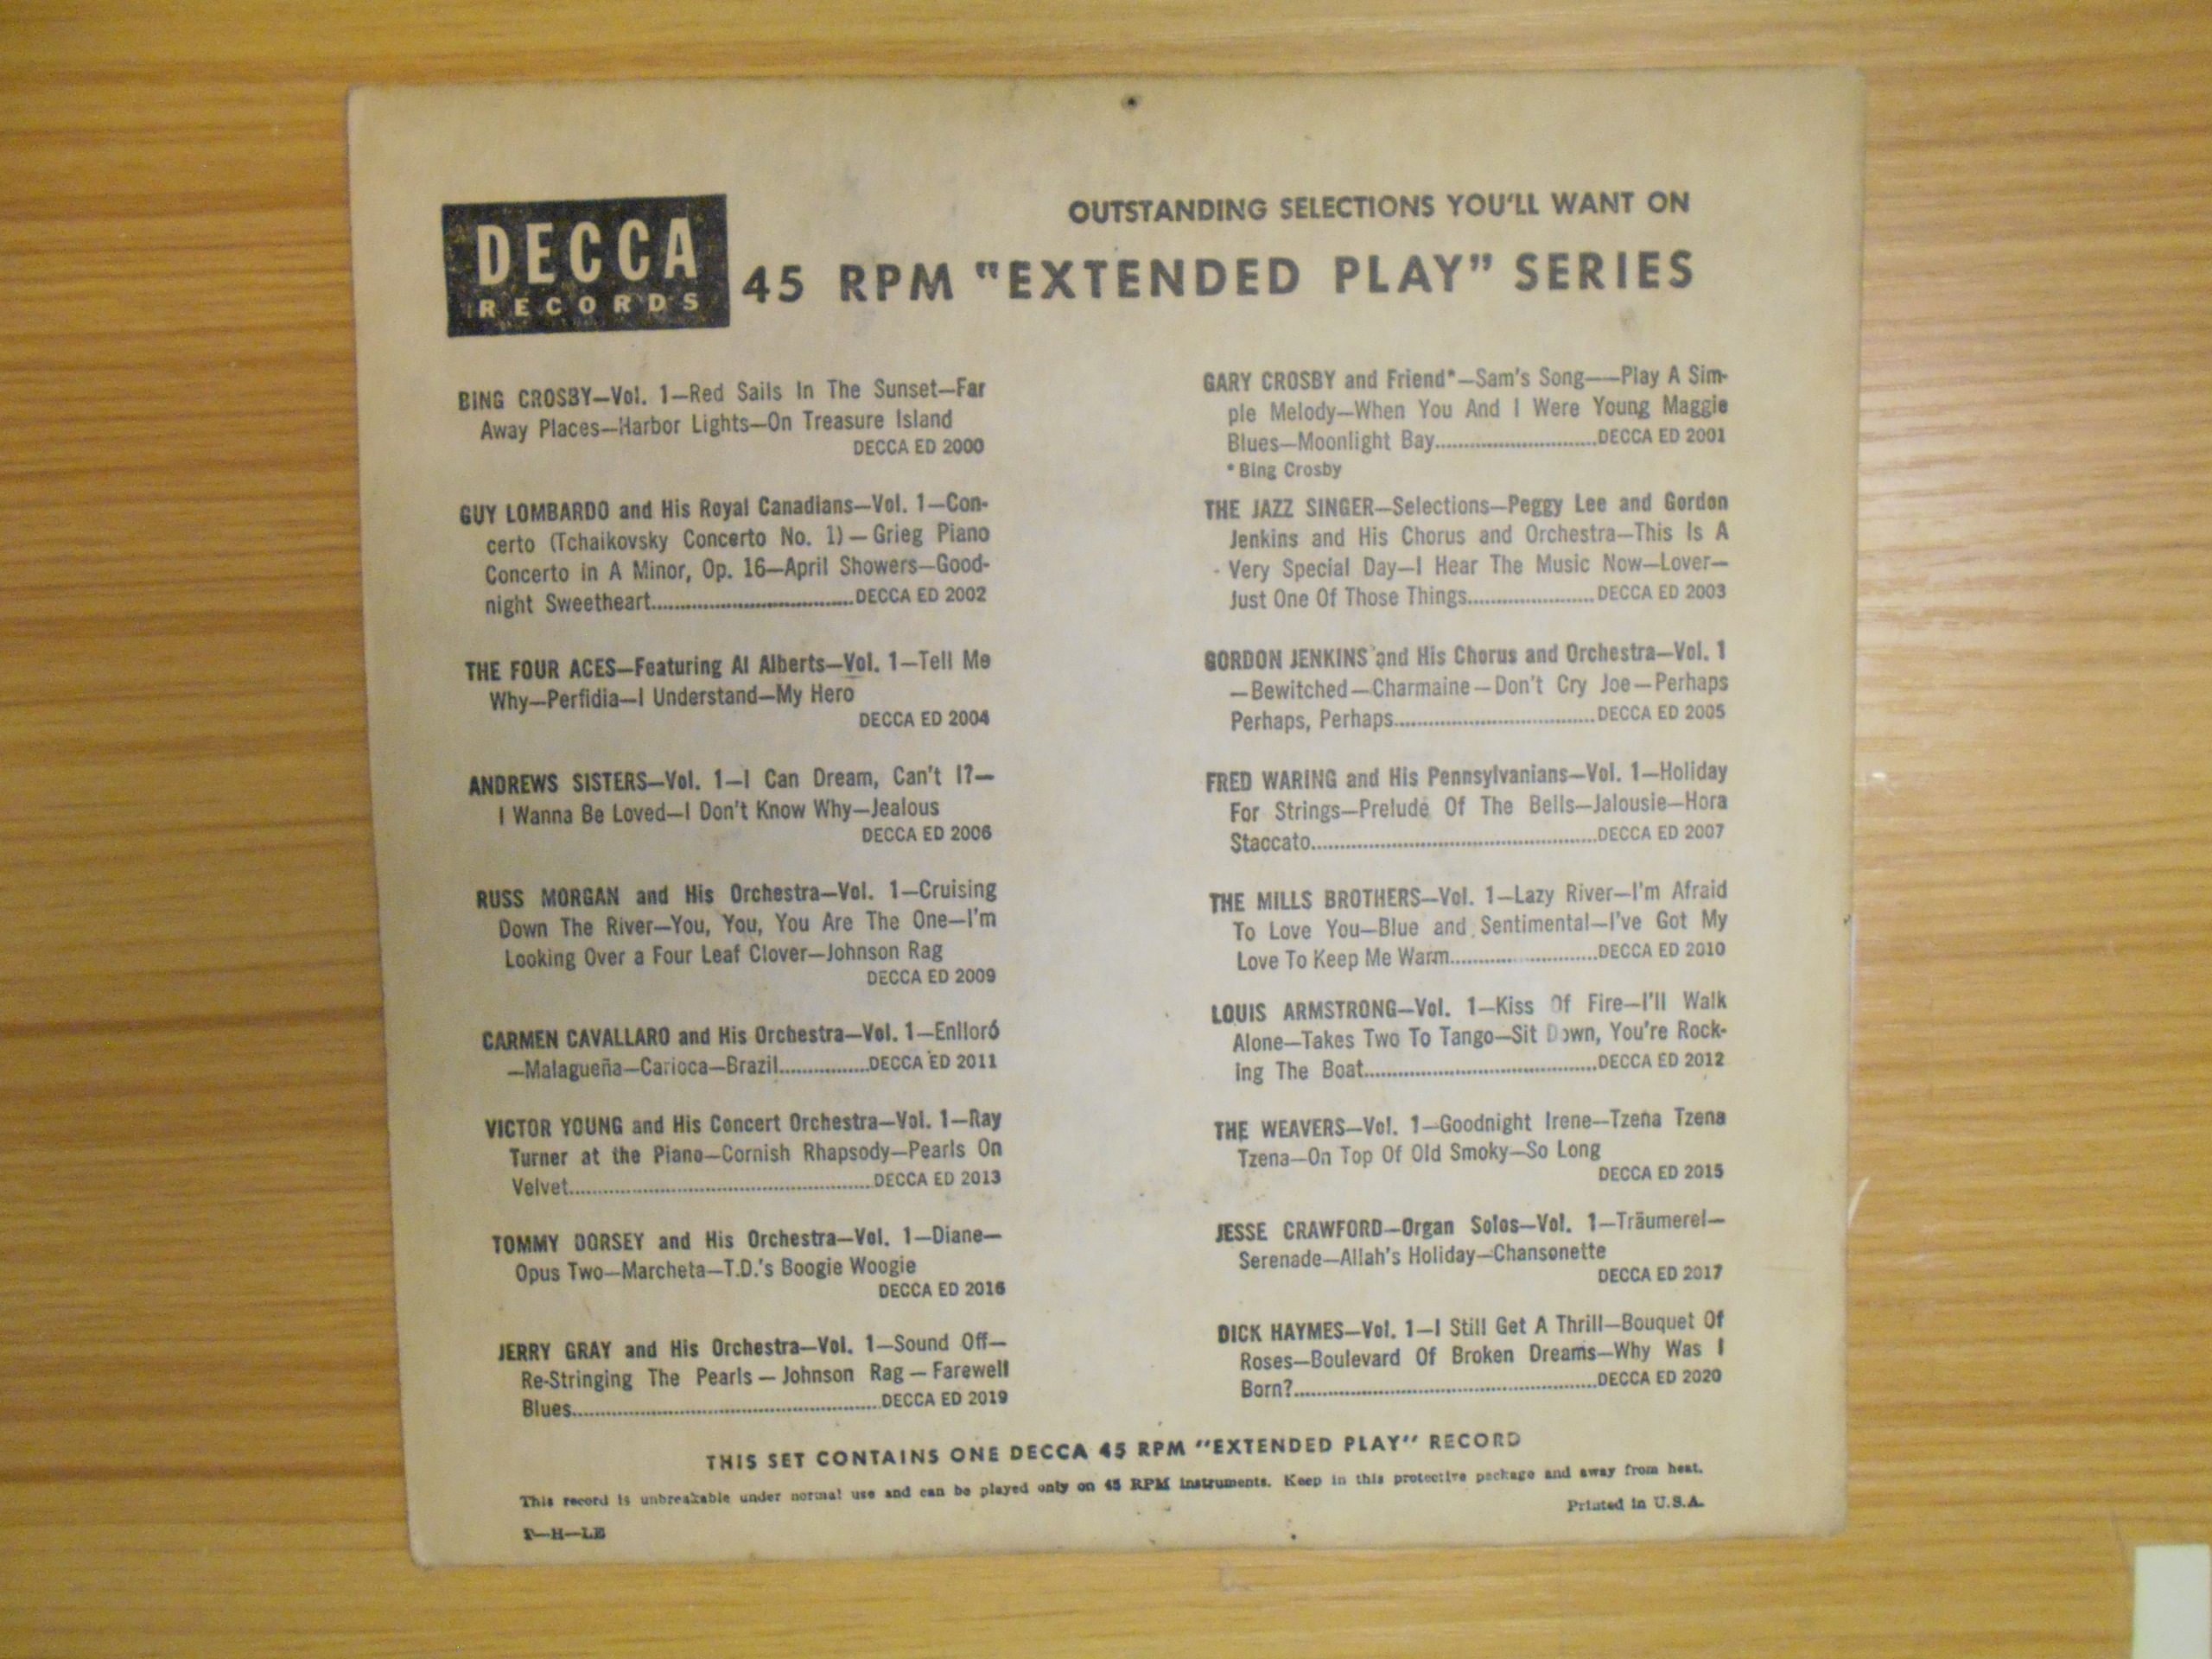 DECCA
RECORDS
OUTSTANDING SELECTIONS YOU'LL WANT ON
45 RPM "EXTENDED PLAY" SERIES
BING CROSBY—Vol. 1—Red Sails In The Sunset—Far
Away Places—Harbor Lights—On Treasure Island
DECCA ED 2000
GUY LOMBARDO and His Royal Canadians—Vol. 1—Con-
certo (Tchaikovsky Concerto No. 1)—Grieg Piano
Concerto in A Minor, Op. 16—April Showers—Good-
night Sweetheart..................................DECCA ED 2002
THE FOUR ACES—Featuring Al Alberts—Vol. 1—Tell Me
Why—Perfidia—I Understand—My Hero
DECCA ED 2004
ANDREWS SISTERS—Vol. 1—I Can Dream, Can't I?—
I Wanna Be Loved—I Don't Know Why—Jealous
DECCA ED 2006
RUSS MORGAN and His Orchestra—Vol. 1—Cruising
Down The River—You, You, You Are The One—I'm
Looking Over a Four Leaf Clover—Johnson Rag
DECCA ED 2009
CARMEN CAVALLARO and His Orchestra—Vol. 1—Enlloró
—Malagueña—Carioca—Brazil................DECCA ED 2011
VICTOR YOUNG and His Concert Orchestra—Vol. 1—Ray
Turner at the Piano—Cornish Rhapsody—Pearls On
Velvet....................................................DECCA ED 2013
TOMMY DORSEY and His Orchestra—Vol. 1—Diane—
Opus Two—Marcheta—T.D.'s Boogie Woogie
DECCA ED 2016
JERRY GRAY and His Orchestra—Vol. 1—Sound Off—
Re-Stringing The Pearls—Johnson Rag—Farewell
Blues....................................................DECCA ED 2019
GARY CROSBY and Friend*—Sam's Song—–Play A Sim-
ple Melody—When You And I Were Young Maggie
Blues—Moonlight Bay............................DECCA ED 2001
*Bing Crosby
THE JAZZ SINGER—Selections—Peggy Lee and Gordon
Jenkins and His Chorus and Orchestra—This Is A
Very Special Day—I Hear The Music Now—Lover—
Just One Of Those Things......................DECCA ED 2003
GORDON JENKINS and His Chorus and Orchestra—Vol. 1
—Bewitched—Charmaine—Don't Cry Joe—Perhaps
Perhaps, Perhaps..................................DECCA ED 2005
FRED WARING and His Pennsylvanians—Vol. 1—Holiday
For Strings—Prelude Of The Bells—Jalousie—Hora
Staccato................................................DECCA ED 2007
THE MILLS BROTHERS—Vol. 1—Lazy River—I'm Afraid
To Love You—Blue and Sentimental—I've Got My
Love To Keep Me Warm.........................DECCA ED 2010
LOUIS ARMSTRONG—Vol. 1—Kiss Of Fire—I'll Walk
Alone—Takes Two To Tango—Sit Down, You're Rock-
ing The Boat........................................DECCA ED 2012
THE WEAVERS—Vol. 1—Goodnight Irene—Tzena Tzena
Tzena—On Top Of Old Smoky—So Long
DECCA ED 2015
JESSE CRAWFORD—Organ Solos—Vol. 1—Träumerei—
Serenade—Allah's Holiday—Chansonette
DECCA ED 2017
DICK HAYMES—Vol. 1—I Still Get A Thrill—Bouquet Of
Roses—Boulevard Of Broken Dreams—Why Was I
Born?....................................................DECCA ED 2020
THIS SET CONTAINS ONE DECCA 45 RPM "EXTENDED PLAY" RECORD
This record is unbreakable under normal use and can be played only on 45 RPM instruments. Keep in this protective package and away from heat.
Printed in U.S.A.
T—H—LE